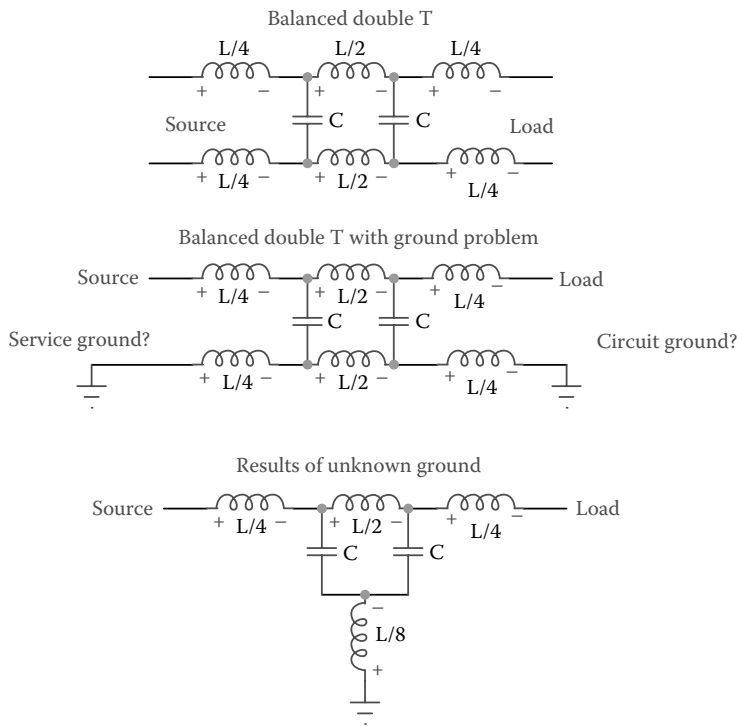 Balanced double T
L/4 L/2 L/4
+ − + − + −
C C
Source Load
+ − + − + −
L/4 L/2 L/4
Balanced double T with ground problem
Source Load
+ − + − + −
L/4 L/2 L/4
C C
Service ground? Circuit ground?
+ − + − + −
L/4 L/2 L/4
Results of unknown ground
Source Load
+ − + − + −
L/4 L/2 L/4
C C
−
L/8
+